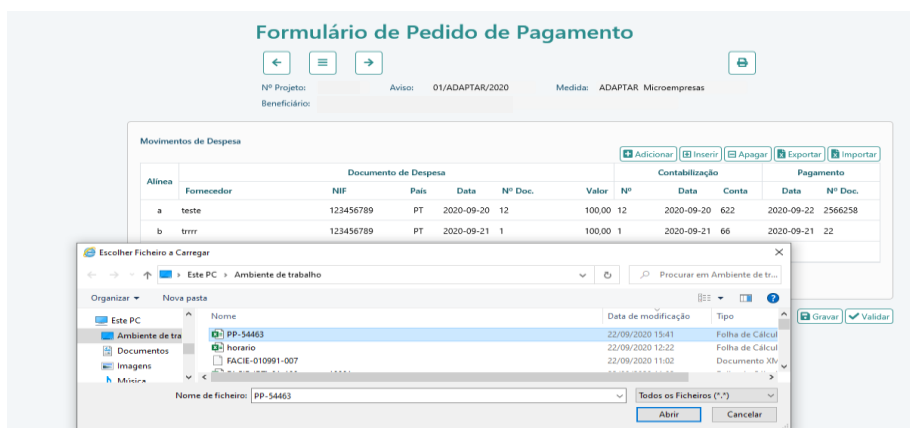 Formulário de Pedido de Pagamento
Nº Projeto: Aviso: 01/ADAPTAR/2020 Medida: ADAPTAR Microempresas
Beneficiário:
Movimentos de Despesa
Adicionar Inserir Apagar Exportar Importar
Alínea Documento de Despesa Contabilização Pagamento
Fornecedor NIF País Data Nº Doc. Valor Nº Data Conta Data Nº Doc.
a teste 123456789 PT 2020-09-20 12 100,00 12 2020-09-20 622 2020-09-22 2566258
b trrrr 123456789 PT 2020-09-21 1 100,00 1 2020-09-21 66 2020-09-21 22
Escolher Ficheiro a Carregar
Este PC › Ambiente de trabalho Procurar em Ambiente de tr...
Organizar Nova pasta
Este PC Nome Data de modificação Tipo
Gravar Validar
Ambiente de tra PP-54463 22/09/2020 15:41 Folha de Cálcul
Documentos horario 22/09/2020 12:22 Folha de Cálcul
Imagens FACIE-010991-007 22/09/2020 11:02 Documento XM
Música
Nome de ficheiro: PP-54463 Todos os Ficheiros (*.*)
Abrir Cancelar